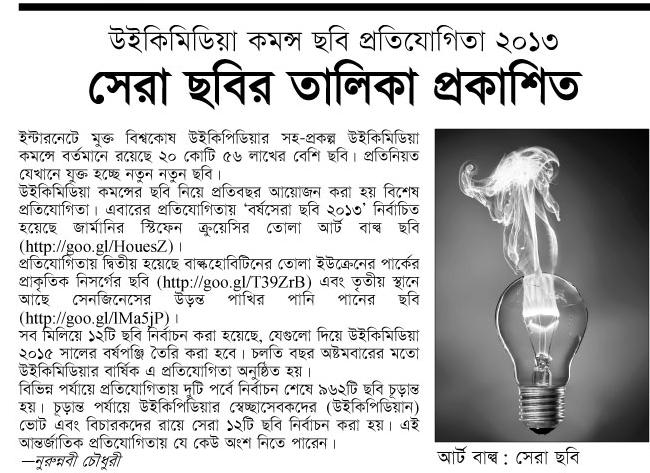 উইকিমিডিয়া কমন্স ছবি প্রতিযোগিতা ২০১৩
সেরা ছবির তালিকা প্রকাশিত
ইন্টারনেটে মুক্ত বিশ্বকোষ উইকিপিডিয়ার সহ-প্রকল্প উইকিমিডিয়া
কমন্সে বর্তমানে রয়েছে ২০ কোটি ৫৬ লাখের বেশি ছবি। প্রতিনিয়ত
যেখানে যুক্ত হচ্ছে নতুন নতুন ছবি।
উইকিমিডিয়া কমন্সের ছবি নিয়ে প্রতিবছর আয়োজন করা হয় বিশেষ
প্রতিযোগিতা। এবারের প্রতিযোগিতায় ‘বর্ষসেরা ছবি ২০১৩’ নির্বাচিত
হয়েছে জার্মানির স্টিফেন ক্রুয়েসির তোলা আর্ট বাল্ব ছবি
(http://goo.gl/HouesZ)।
প্রতিযোগিতায় দ্বিতীয় হয়েছে বাল্কহোবিটিনের তোলা ইউক্রেনের পার্কের
প্রাকৃতিক নিসর্গের ছবি (http://goo.gl/T39ZrB) এবং তৃতীয় স্থানে
আছে সেনজিনেসের উড়ন্ত পাখির পানি পানের ছবি
(http://goo.gl/lMa5jP)।
সব মিলিয়ে ১২টি ছবি নির্বাচন করা হয়েছে, যেগুলো দিয়ে উইকিমিডিয়া
২০১৫ সালের বর্ষপঞ্জি তৈরি করা হবে। চলতি বছর অষ্টমবারের মতো
উইকিমিডিয়ার বার্ষিক এ প্রতিযোগিতা অনুষ্ঠিত হয়।
বিভিন্ন পর্যায়ে প্রতিযোগিতায় দুটি পর্বে নির্বাচন শেষে ৯৬২টি ছবি চূড়ান্ত
হয়। চূড়ান্ত পর্যায়ে উইকিপিডিয়ার স্বেচ্ছাসেবকদের (উইকিপিডিয়ান)
ভোট এবং বিচারকদের রায়ে সেরা ১২টি ছবি নির্বাচন করা হয়। এই
আন্তর্জাতিক প্রতিযোগিতায় যে কেউ অংশ নিতে পারেন।
—নুরুন্নবী চৌধুরী
আর্ট বাল্ব : সেরা ছবি